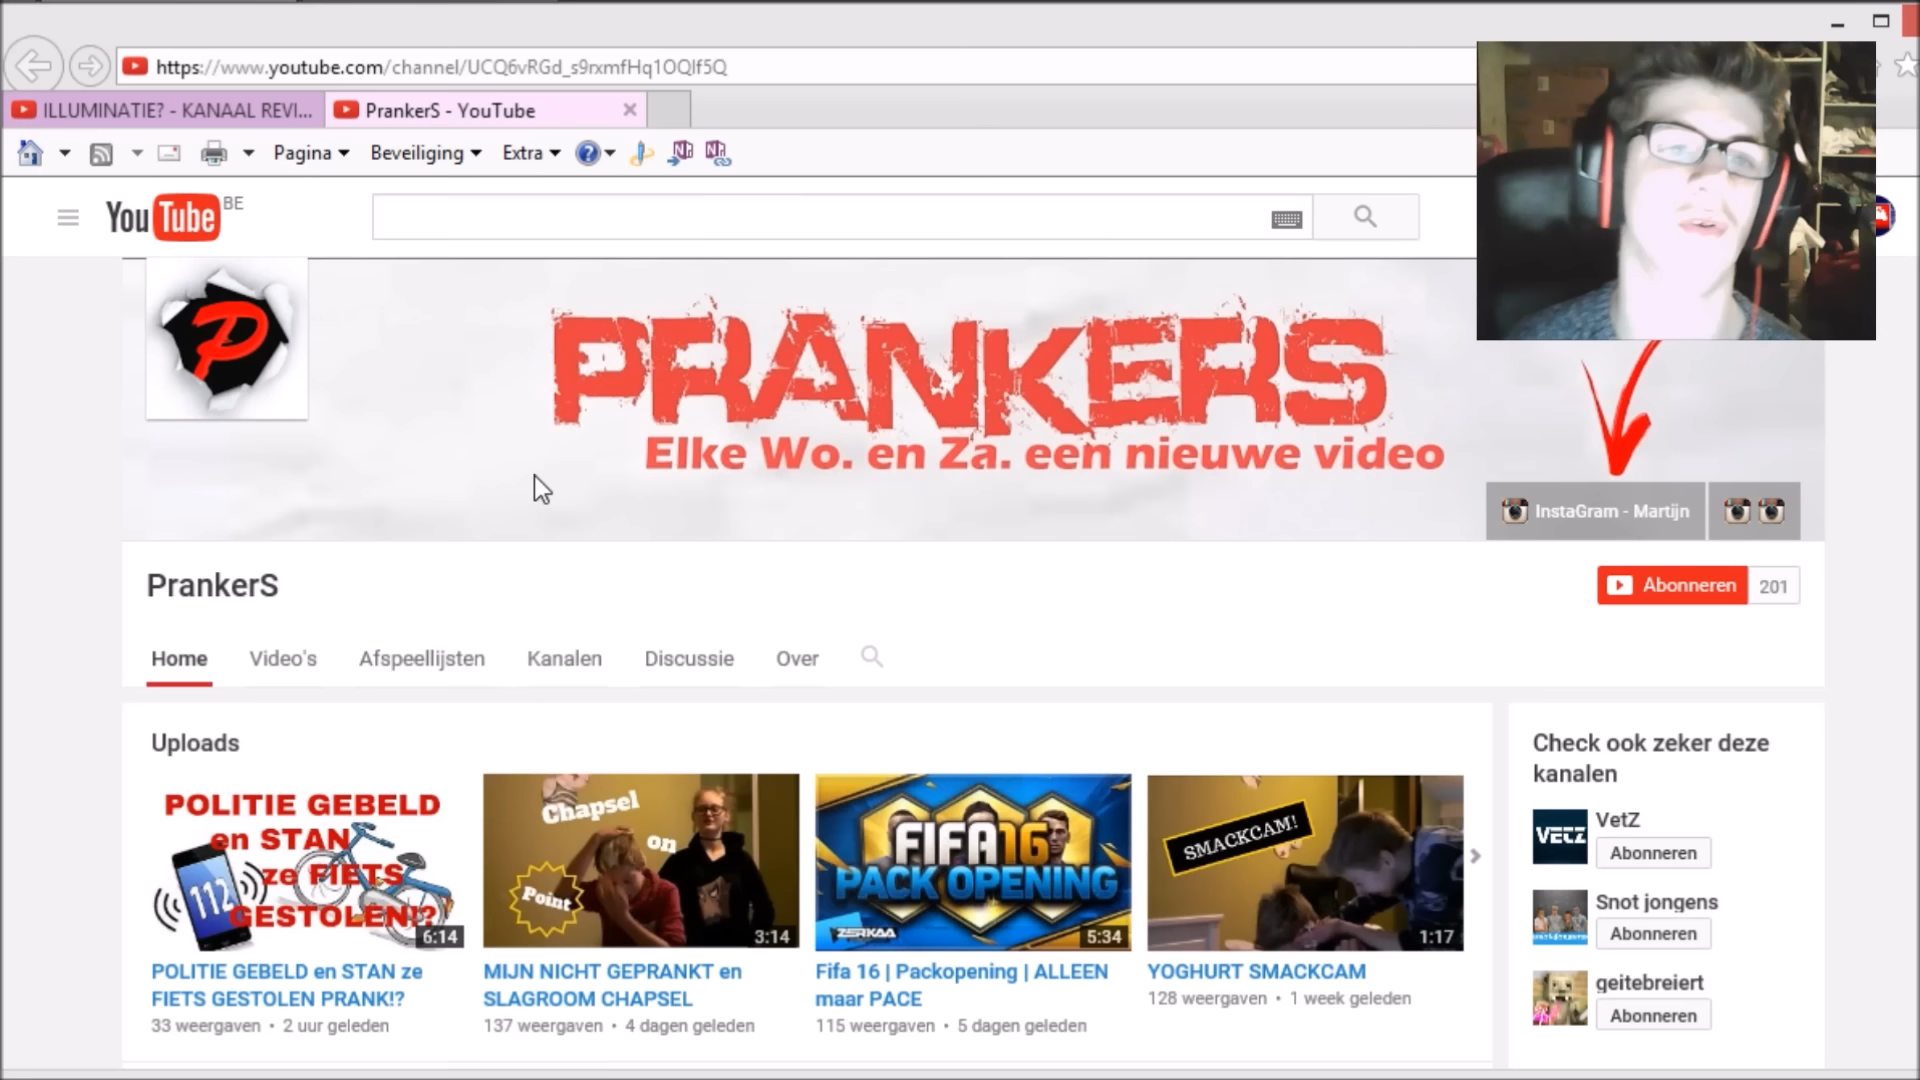 https://www.youtube.com/channel/UCQ6vRGd_s9rxmfHq1OQlf5Q
ILLUMINATIE? - KANAAL REVI...
PrankerS - YouTube
Pagina
Beveiliging
Extra
YouTube BE
P
PRANKERS
Elke Wo. en Za. een nieuwe video
InstaGram - Martijn
PrankerS
Abonneren 201
Home
Video's
Afspeellijsten
Kanalen
Discussie
Over
Uploads
POLITIE GEBELD
en STAN
ze FIETS
GESTOLEN!?
112
6:14
Chapsel
on
Point
3:14
FIFA 16
PACK OPENING
ZERKAA
5:34
SMACKCAM!
1:17
POLITIE GEBELD en STAN ze
FIETS GESTOLEN PRANK!?
33 weergaven • 2 uur geleden
MIJN NICHT GEPRANKT en
SLAGROOM CHAPSEL
137 weergaven • 4 dagen geleden
Fifa 16 | Packopening | ALLEEN
maar PACE
115 weergaven • 5 dagen geleden
YOGHURT SMACKCAM
128 weergaven • 1 week geleden
Check ook zeker deze
kanalen
VETZ
VetZ
Abonneren
Snot jongens
Abonneren
geitebreiert
Abonneren